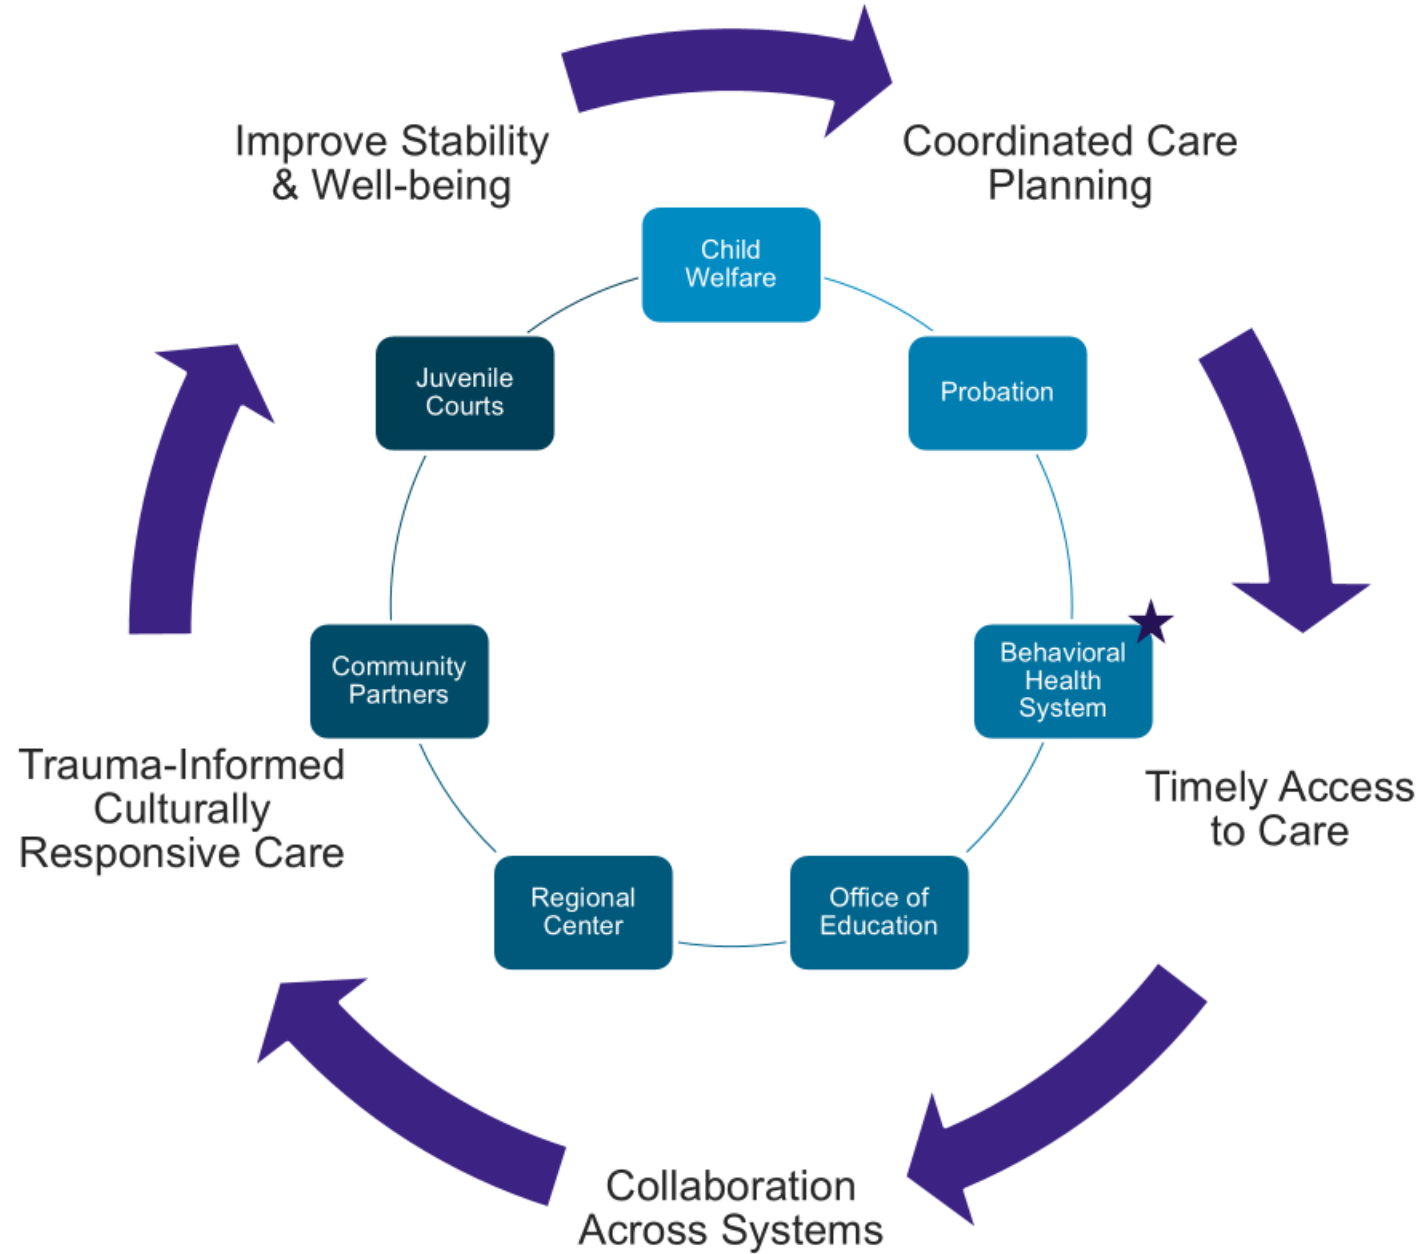 Improve Stability
& Well-being
Coordinated Care
Planning
Child
Welfare
Juvenile
Courts
Probation
Community
Partners
Behavioral
Health
System
Trauma-Informed
Culturally
Responsive Care
Timely Access
to Care
Regional
Center
Office of
Education
Collaboration
Across Systems